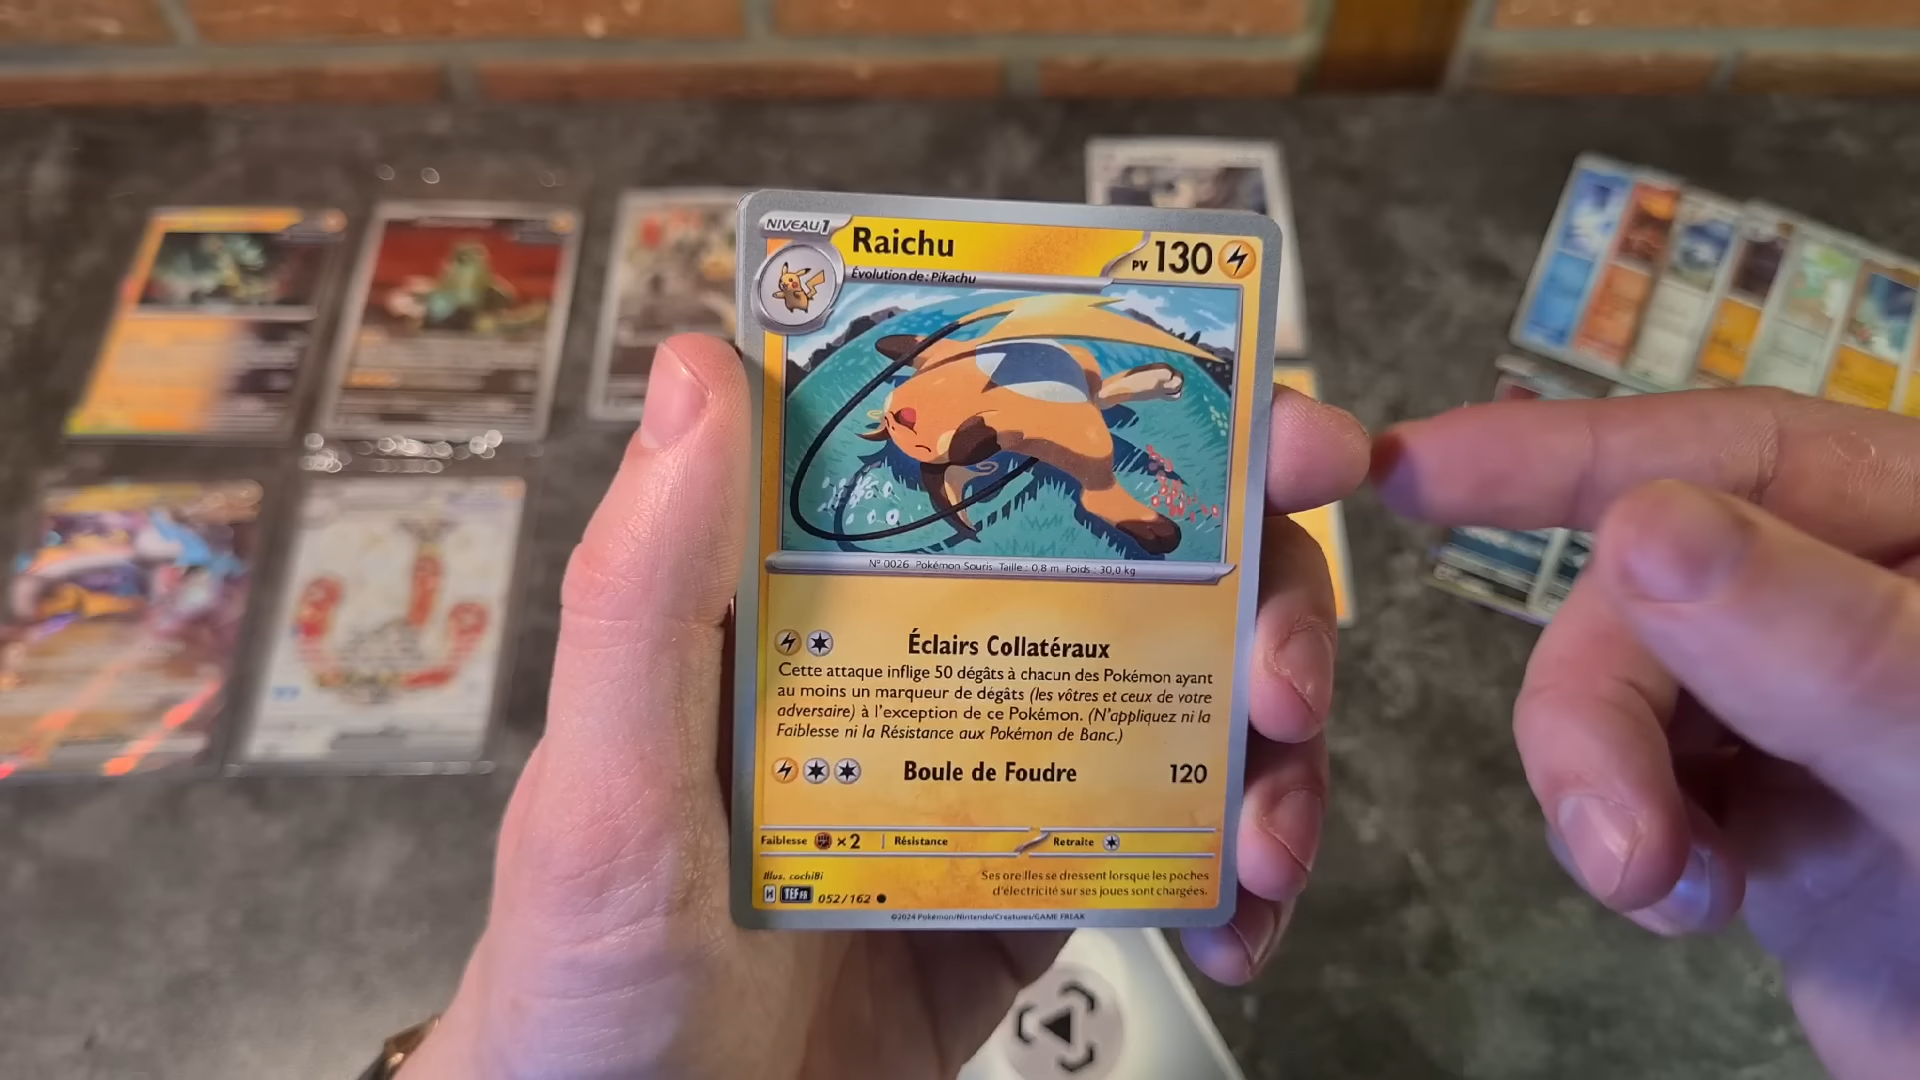 NIVEAU 1
Raichu
PV 130
Évolution de : Pikachu
N° 0026 Pokémon Souris Taille : 0,8 m Poids : 30,0 kg
Éclairs Collatéraux
Cette attaque inflige 50 dégâts à chacun des Pokémon ayant
au moins un marqueur de dégâts (les vôtres et ceux de votre
adversaire) à l'exception de ce Pokémon. (N'appliquez ni la
Faiblesse ni la Résistance aux Pokémon de Banc.)
Boule de Foudre 120
Faiblesse ×2 Résistance Retraite
Illus. cochi8i
Ses oreilles se dressent lorsque les poches
d'électricité sur ses joues sont chargées.
H TEF FR 052/162
©2024 Pokémon/Nintendo/Creatures/GAME FREAK